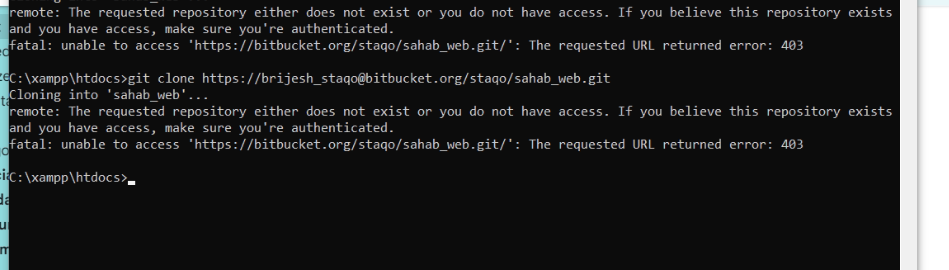 remote: The requested repository either does not exist or you do not have access. If you believe this repository exists
and you have access, make sure you're authenticated.
fatal: unable to access 'https://bitbucket.org/staqo/sahab_web.git/': The requested URL returned error: 403
C:\xampp\htdocs>git clone https://brijesh_staqo@bitbucket.org/staqo/sahab_web.git
Cloning into 'sahab_web'...
remote: The requested repository either does not exist or you do not have access. If you believe this repository exists
and you have access, make sure you're authenticated.
fatal: unable to access 'https://bitbucket.org/staqo/sahab_web.git/': The requested URL returned error: 403
C:\xampp\htdocs>